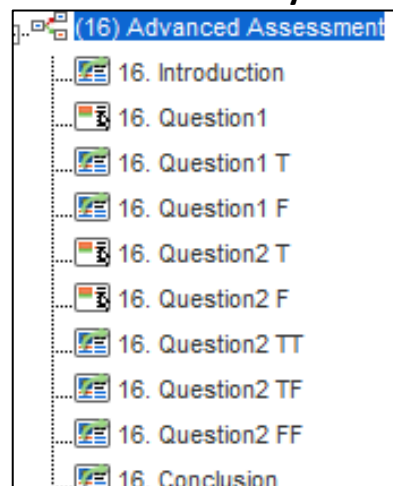 (16) Advanced Assessment
16. Introduction
16. Question1
16. Question1 T
16. Question1 F
16. Question2 T
16. Question2 F
16. Question2 TT
16. Question2 TF
16. Question2 FF
16. Conclusion